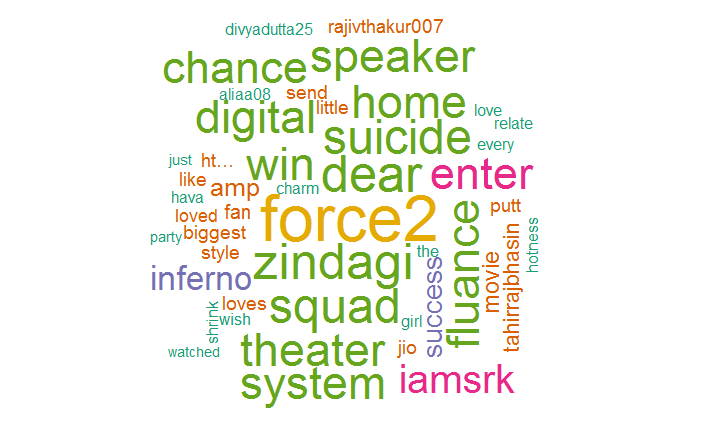 divyadutta25
rajivthakur007
chance
speaker
aliaa08
send
little
home
love
digital
relate
suicide
every
just
ht...
win
dear
enter
like
amp
charm
hava
loved
fan
force2
putt
party
biggest
style
zindagi
the
fluance
movie
tahirrajbhasin
hotness
inferno
success
loves
squad
shrink
wish
girl
watched
theater
jio
system
iamsrk